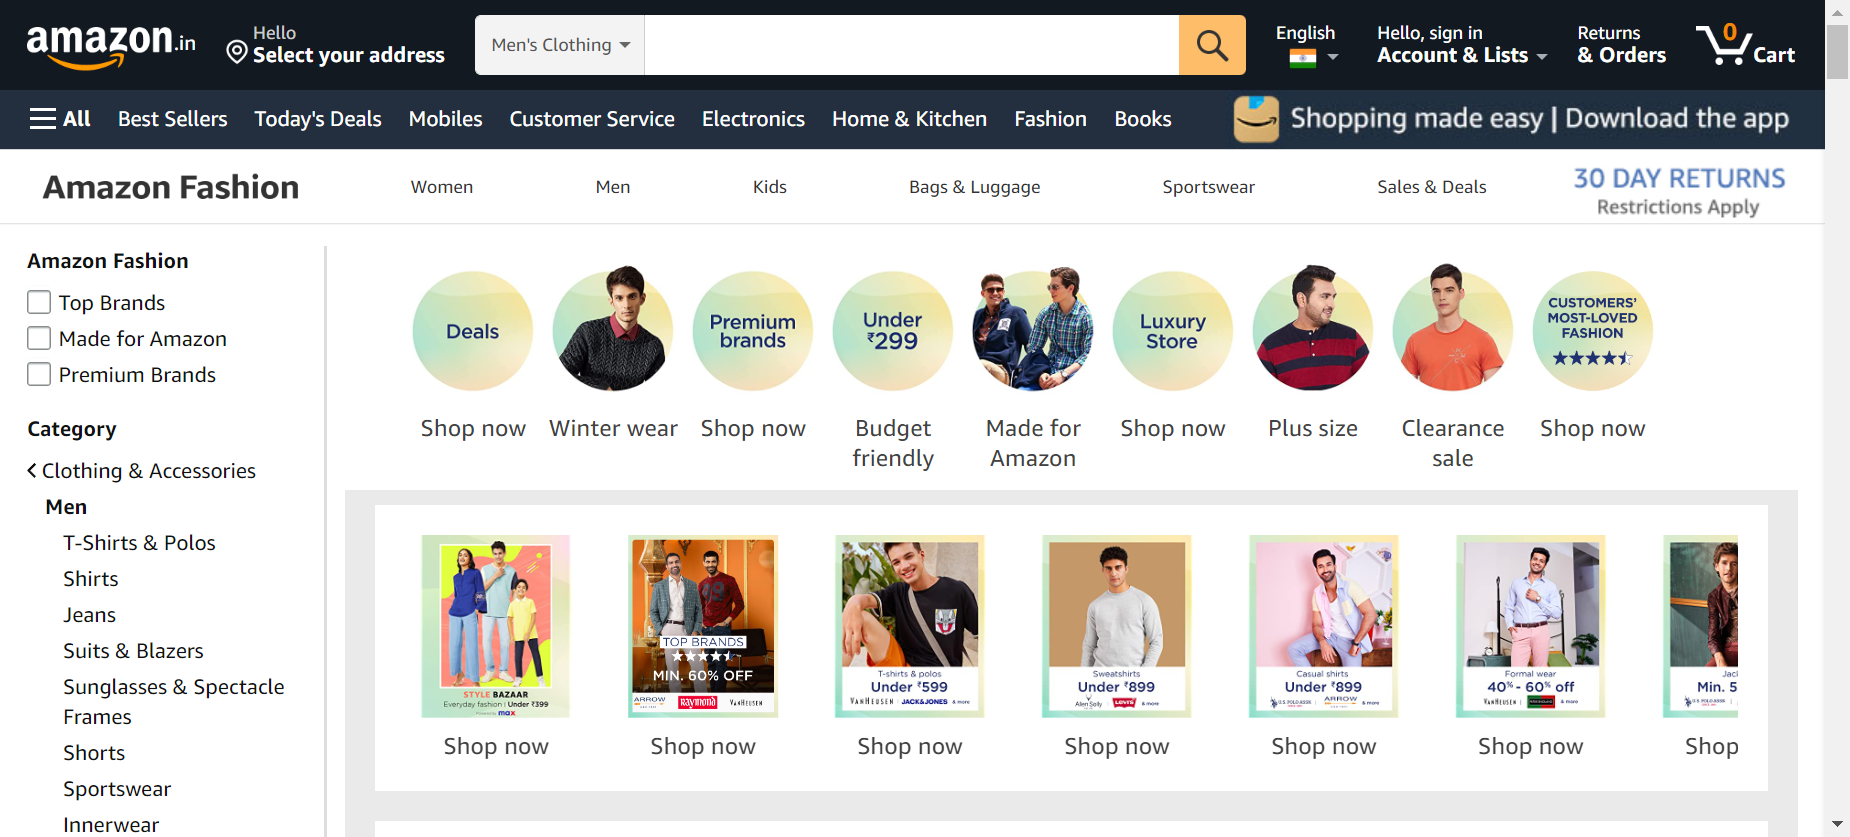 amazon.in
Hello
Select your address
Men's Clothing
English
Hello, sign in
Account & Lists
Returns
& Orders
0
Cart
All
Best Sellers
Today's Deals
Mobiles
Customer Service
Electronics
Home & Kitchen
Fashion
Books
Shopping made easy | Download the app
Amazon Fashion
Women
Men
Kids
Bags & Luggage
Sportswear
Sales & Deals
30 DAY RETURNS
Restrictions Apply
Amazon Fashion
Top Brands
Made for Amazon
Premium Brands
Category
Clothing & Accessories
Men
T-Shirts & Polos
Shirts
Jeans
Suits & Blazers
Sunglasses & Spectacle
Frames
Shorts
Sportswear
Innerwear
Deals
Premium
brands
Under
₹299
Luxury
Store
CUSTOMERS'
MOST-LOVED
FASHION
Shop now
Winter wear
Shop now
Budget
friendly
Made for
Amazon
Shop now
Plus size
Clearance
sale
Shop now
STYLE BAZAAR
Everyday fashion | Under ₹399
Powered by max
Shop now
TOP BRANDS
MIN. 60% OFF
ARROW
Raymond
VAN HEUSEN
Shop now
T-shirts & polos
Under ₹599
VAN HEUSEN | JACK & JONES & more
Shop now
Sweatshirts
Under ₹899
Allen Solly
Levi's
& more
Shop now
Casual shirts
Under ₹899
U.S. POLO ASSN.
ARROW
& more
Shop now
Formal wear
40% - 60% off
VAN HEUSEN
& more
Shop now
Jac
Min. 5
U.S. POLO ASSN.
Shop